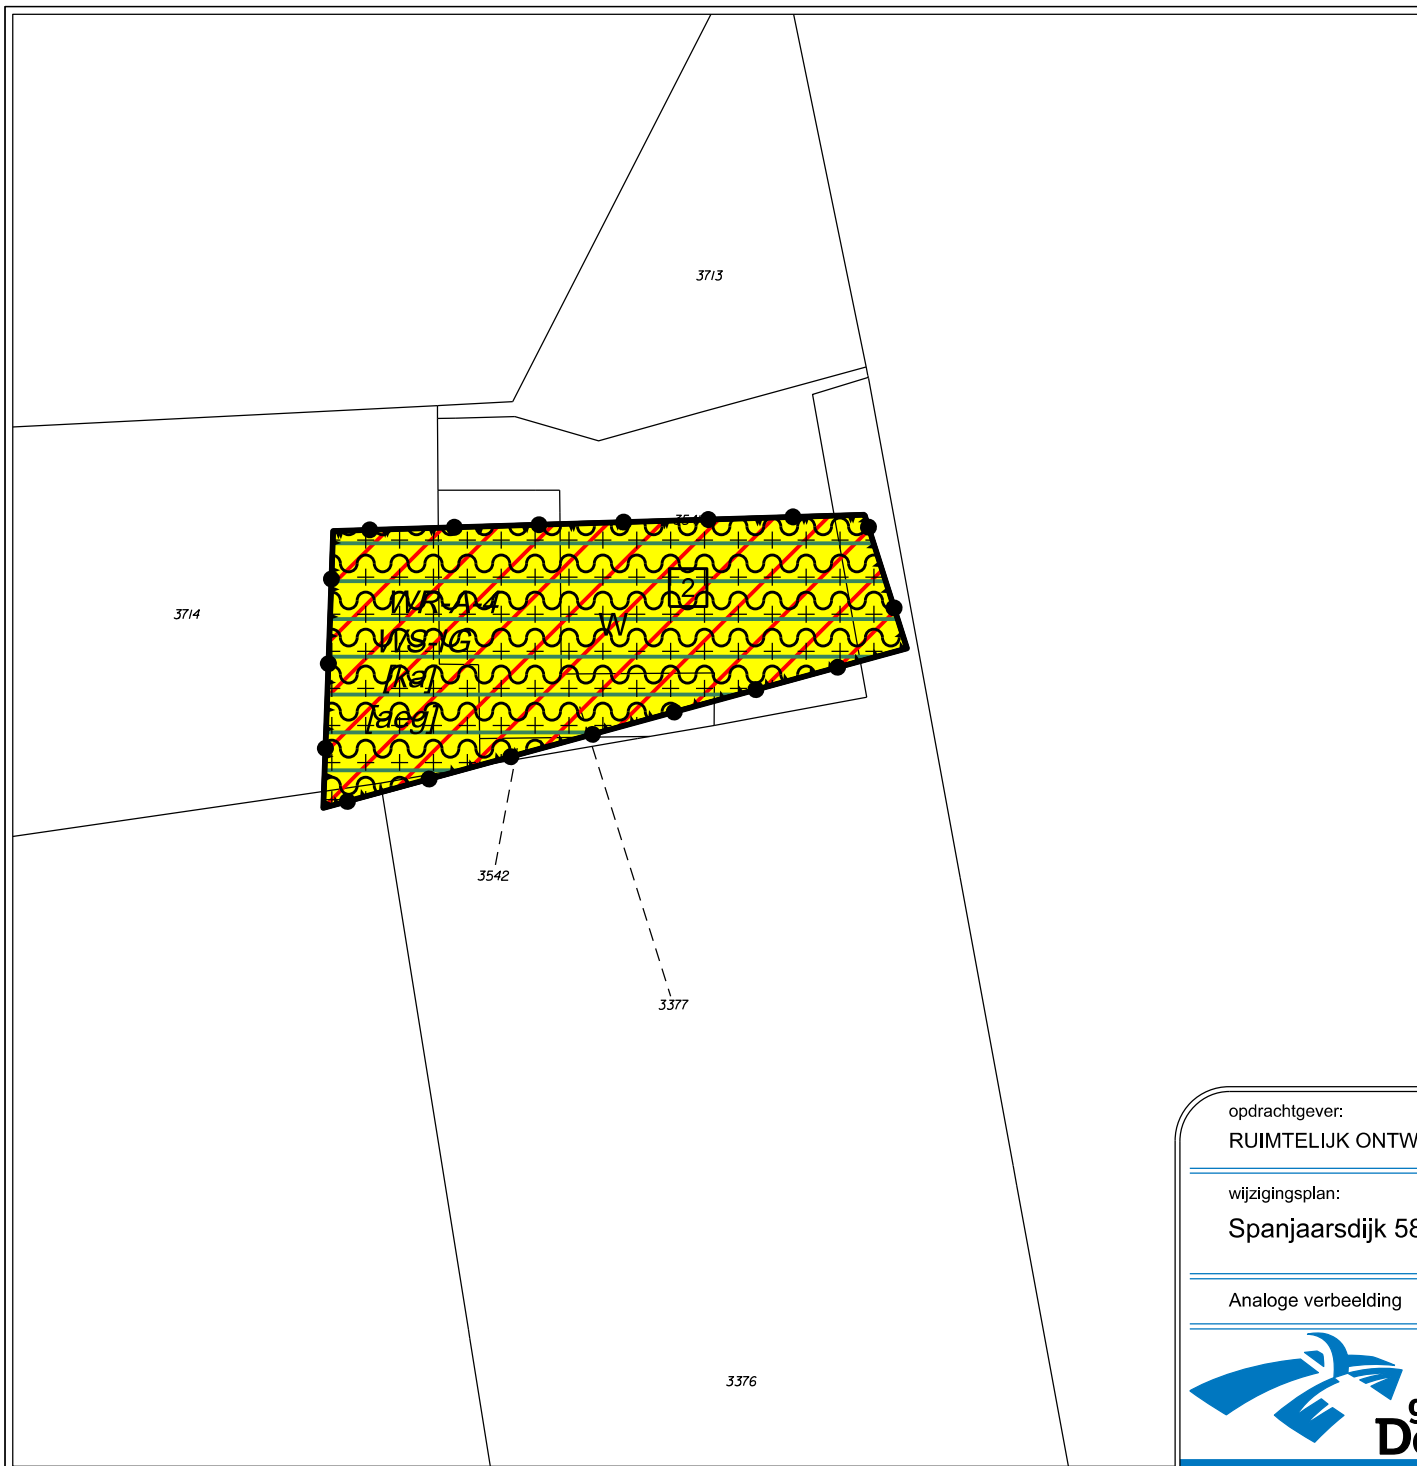 3713
3714
2
WR-A-4
W
WS-IG
[ka]
[aeg]
3542
3377
3376
opdrachtgever:
RUIMTELIJK ONTW
wijzigingsplan:
Spanjaarsdijk 58
Analoge verbeelding